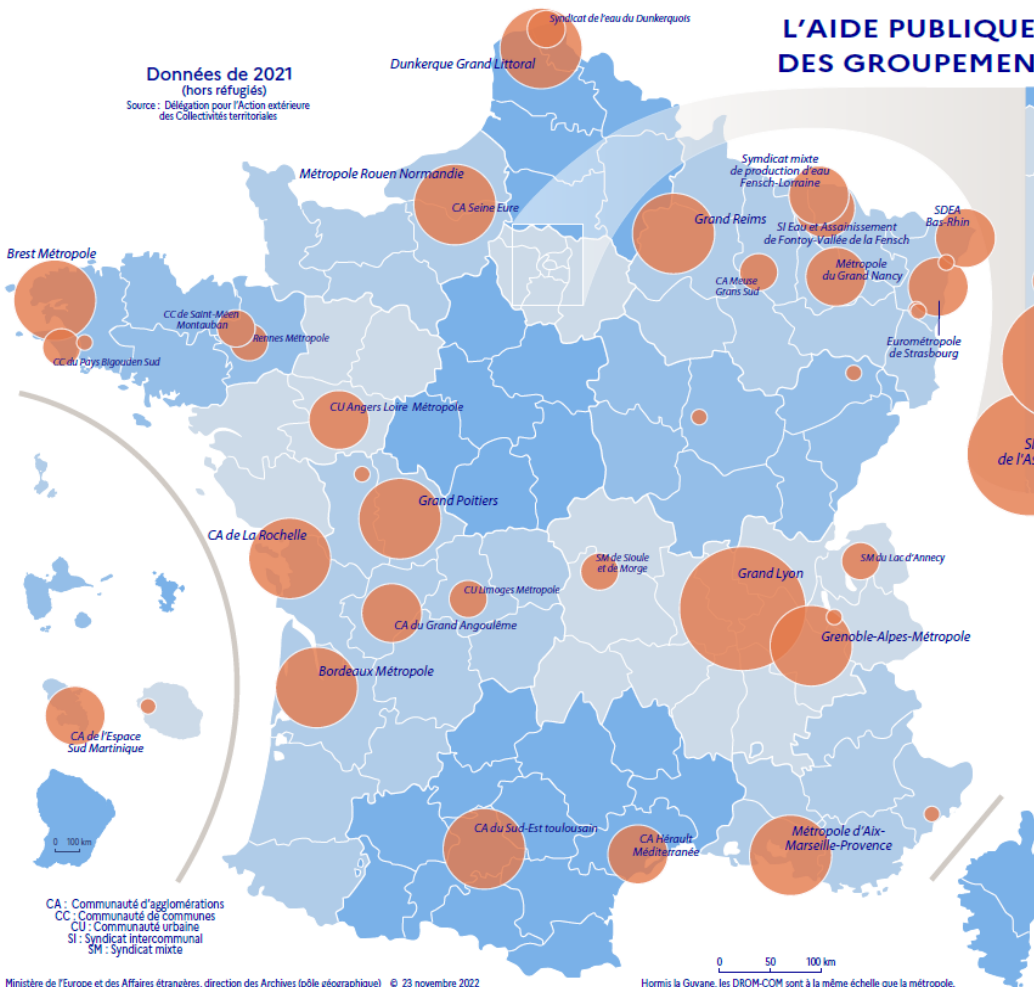 L'AIDE PUBLIQUE
DES GROUPEMEN
Données de 2021
(hors réfugiés)
Source : Délégation pour l'Action extérieure
des Collectivités territoriales
Syndicat de l'eau du Dunkerquois
Dunkerque Grand Littoral
Métropole Rouen Normandie
CA Seine Eure
Symdicat mixte
de production d'eau
Fensch-Lorraine
Grand Reims
SI Eau et Assainissement
de Fontoy-Vallée de la Fensch
SDEA
Bas-Rhin
CA Meuse
Grans Sud
Métropole
du Grand Nancy
Eurométropole
de Strasbourg
Brest Métropole
CC de Saint-Méen
Montauban
Rennes Métropole
CC du Pays Bigouden Sud
CU Angers Loire Métropole
Grand Poitiers
CA de La Rochelle
SM de Sioule
et de Morge
Grand Lyon
SM du Lac d'Annecy
CU Limoges Métropole
CA du Grand Angoulême
Grenoble-Alpes-Métropole
Bordeaux Métropole
CA de l'Espace
Sud Martinique
CA du Sud-Est toulousain
CA Hérault
Méditerranée
Métropole d'Aix-
Marseille-Provence
SI
de l'As
0 100 km
CA : Communauté d'agglomérations
CC : Communauté de communes
CU : Communauté urbaine
SI : Syndicat intercommunal
SM : Syndicat mixte
0 50 100 km
Ministère de l'Europe et des Affaires étrangères, direction des Archives (pôle géographique) © 23 novembre 2022
Hormis la Guyane, les DROM-COM sont à la même échelle que la métropole.